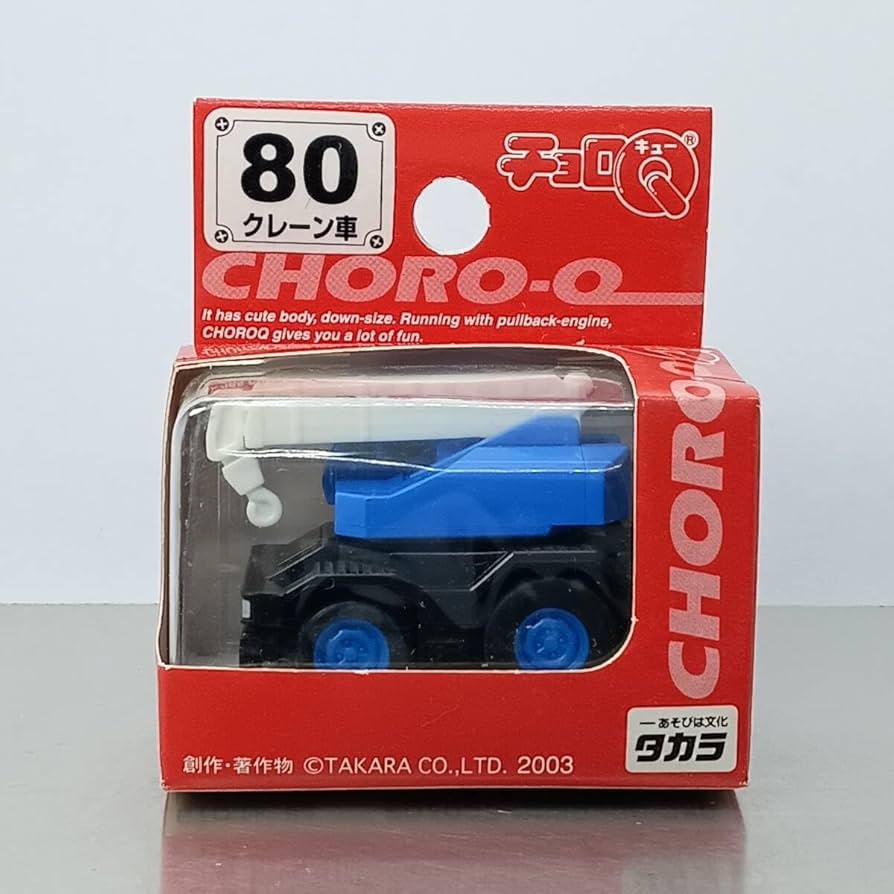 80
クレーン車
チョロQ®
キュー
CHORO-Q
It has cute body, down-size. Running with pullback-engine,
CHOROQ gives you a lot of fun.
CHOROQ
創作・著作物 ©TAKARA CO.,LTD. 2003
—あそびは文化
タカラ